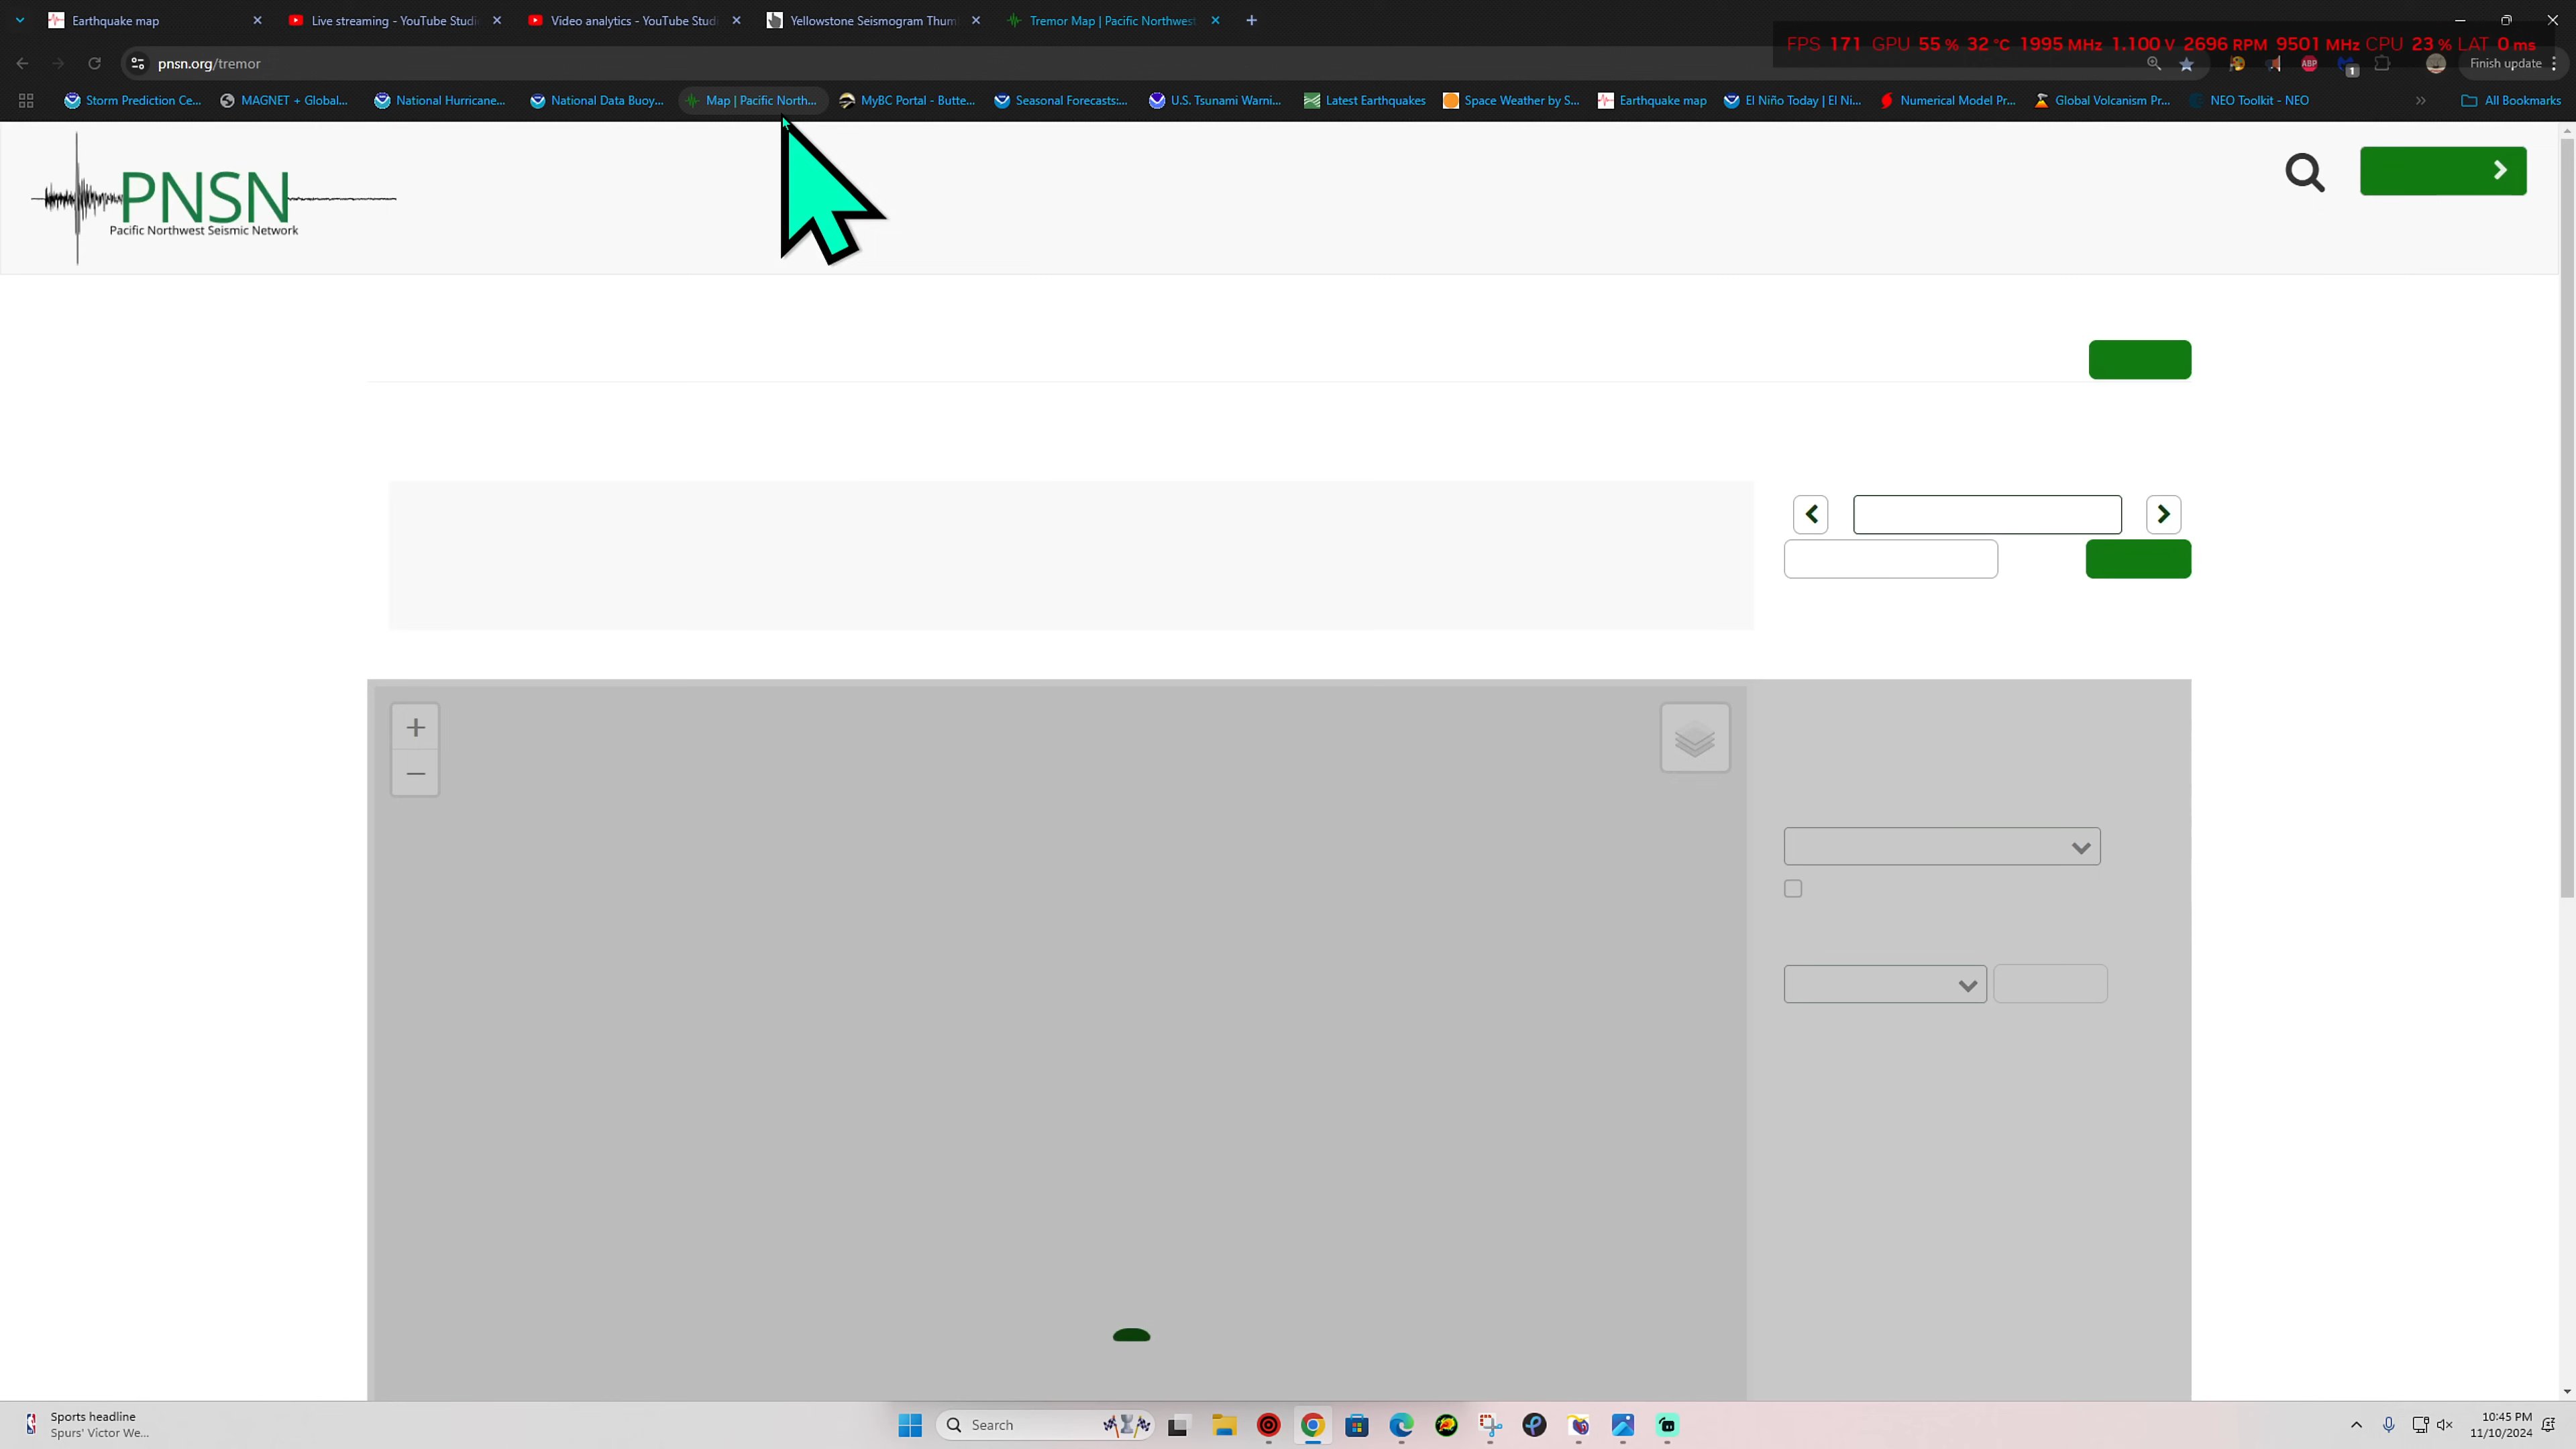 Earthquake map
Live streaming - YouTube Studi
Video analytics - YouTube Studi
Yellowstone Seismogram Thum
Tremor Map | Pacific Northwest
FPS 171 GPU 55 % 32 °C 1995 MHz 1.100 V 2696 RPM 9501 MHz CPU 23 % LAT 0 ms
pnsn.org/tremor
ABP
1
Finish update
Storm Prediction Ce...
MAGNET + Global...
National Hurricane...
National Data Buoy...
Map | Pacific North...
MyBC Portal - Butte...
Seasonal Forecasts:...
U.S. Tsunami Warni...
Latest Earthquakes
Space Weather by S...
Earthquake map
El Niño Today | El Ni...
Numerical Model Pr...
Global Volcanism Pr...
NEO Toolkit - NEO
All Bookmarks
PNSN
Pacific Northwest Seismic Network
Sports headline
Spurs' Victor We...
Search
10:45 PM
11/10/2024